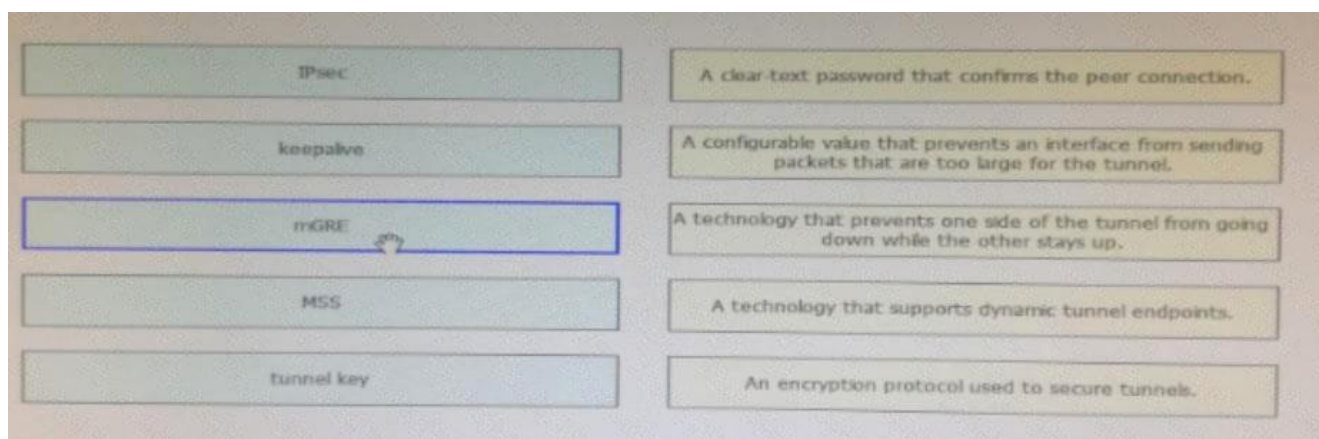 IPsec
A clear-text password that confirms the peer connection.
keepalive
A configurable value that prevents an interface from sending
packets that are too large for the tunnel.
mGRE
A technology that prevents one side of the tunnel from going
down while the other stays up.
MSS
A technology that supports dynamic tunnel endpoints.
tunnel key
An encryption protocol used to secure tunnels.